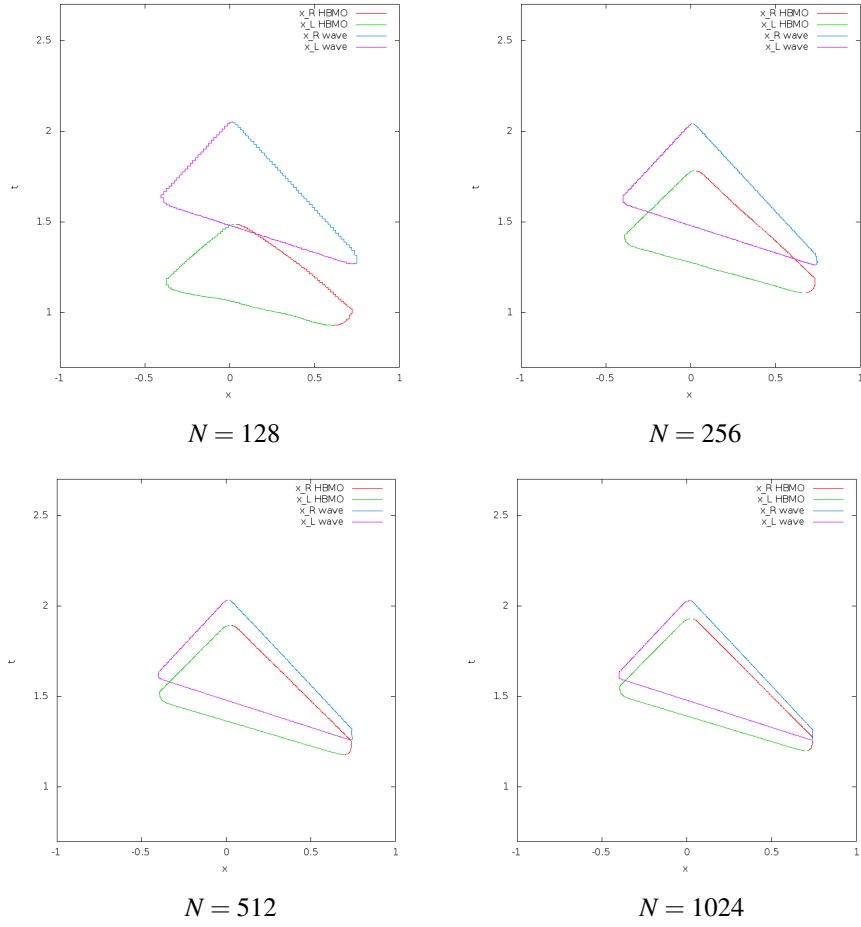 x_R HBMO
x_L HBMO
x_R wave
x_L wave
2.5
2
1.5
1
t
-1 -0.5 0 0.5 1
x
N = 128
x_R HBMO
x_L HBMO
x_R wave
x_L wave
2.5
2
1.5
1
t
-1 -0.5 0 0.5 1
x
N = 256
x_R HBMO
x_L HBMO
x_R wave
x_L wave
2.5
2
1.5
1
t
-1 -0.5 0 0.5 1
x
N = 512
x_R HBMO
x_L HBMO
x_R wave
x_L wave
2.5
2
1.5
1
t
-1 -0.5 0 0.5 1
x
N = 1024